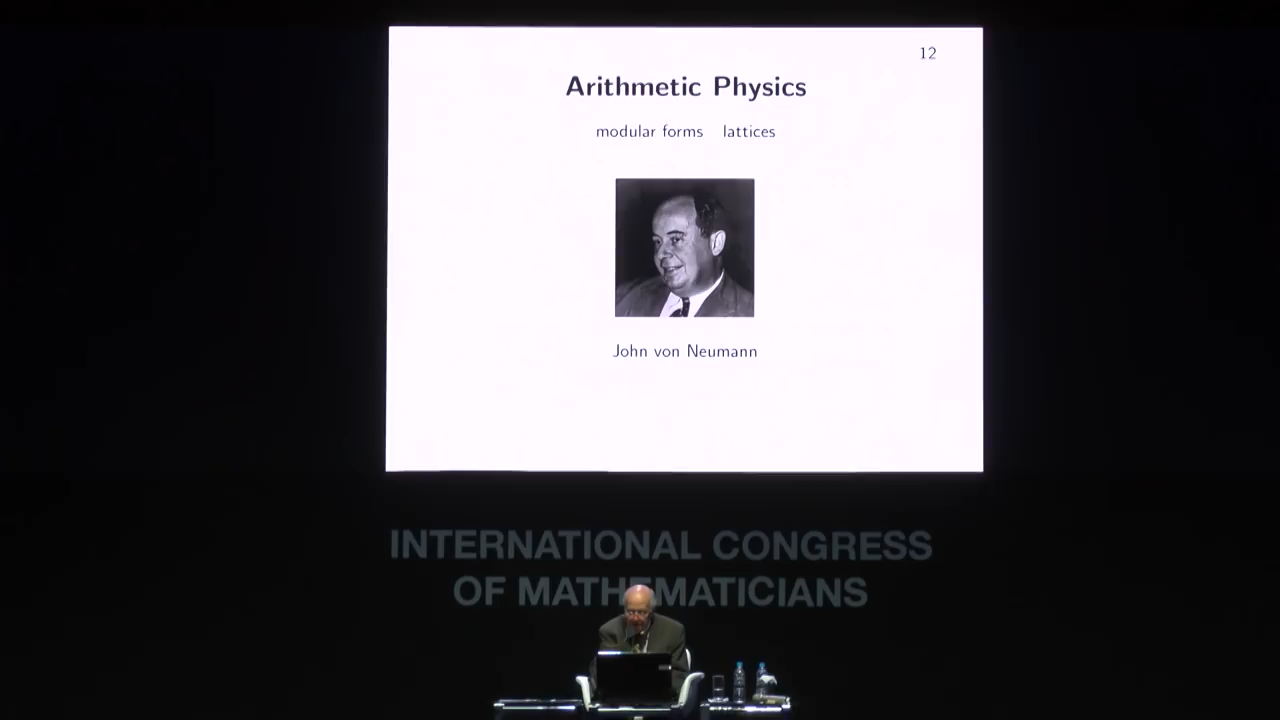 12
Arithmetic Physics
modular forms lattices
John von Neumann
INTERNATIONAL CONGRESS
OF MATHEMATICIANS